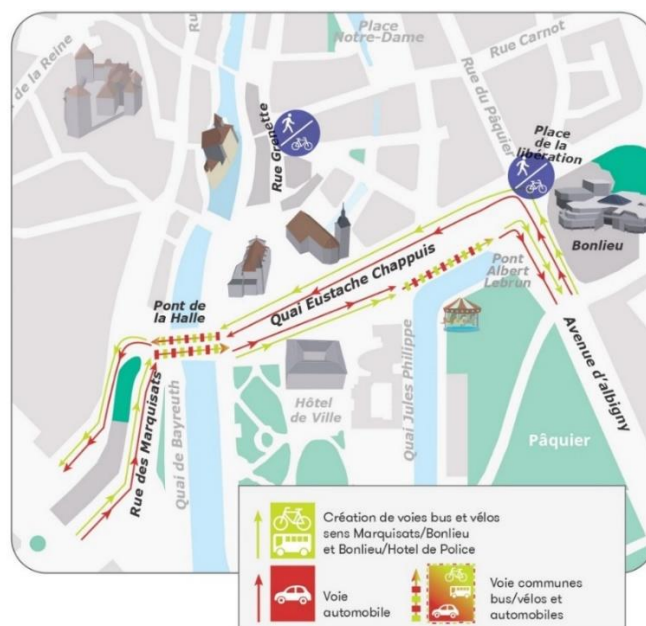 Place
Notre-Dame
Rue Carnot
de la Reine
Ru
Rue du Pâquier
Rue Grenette
Place
de la
libération
Bonlieu
Quai Eustache Chappuis
Pont
Albert
Lebrun
Pont de
la Halle
Rue des Marquisats
Quai de Bayreuth
Hôtel
de Ville
Quai Jules Philippe
Avenue d'albigny
Pâquier
Création de voies bus et vélos
sens Marquisats/Bonlieu
et Bonlieu/Hotel de Police
Voie
automobile
Voie communes
bus/vélos et
automobiles